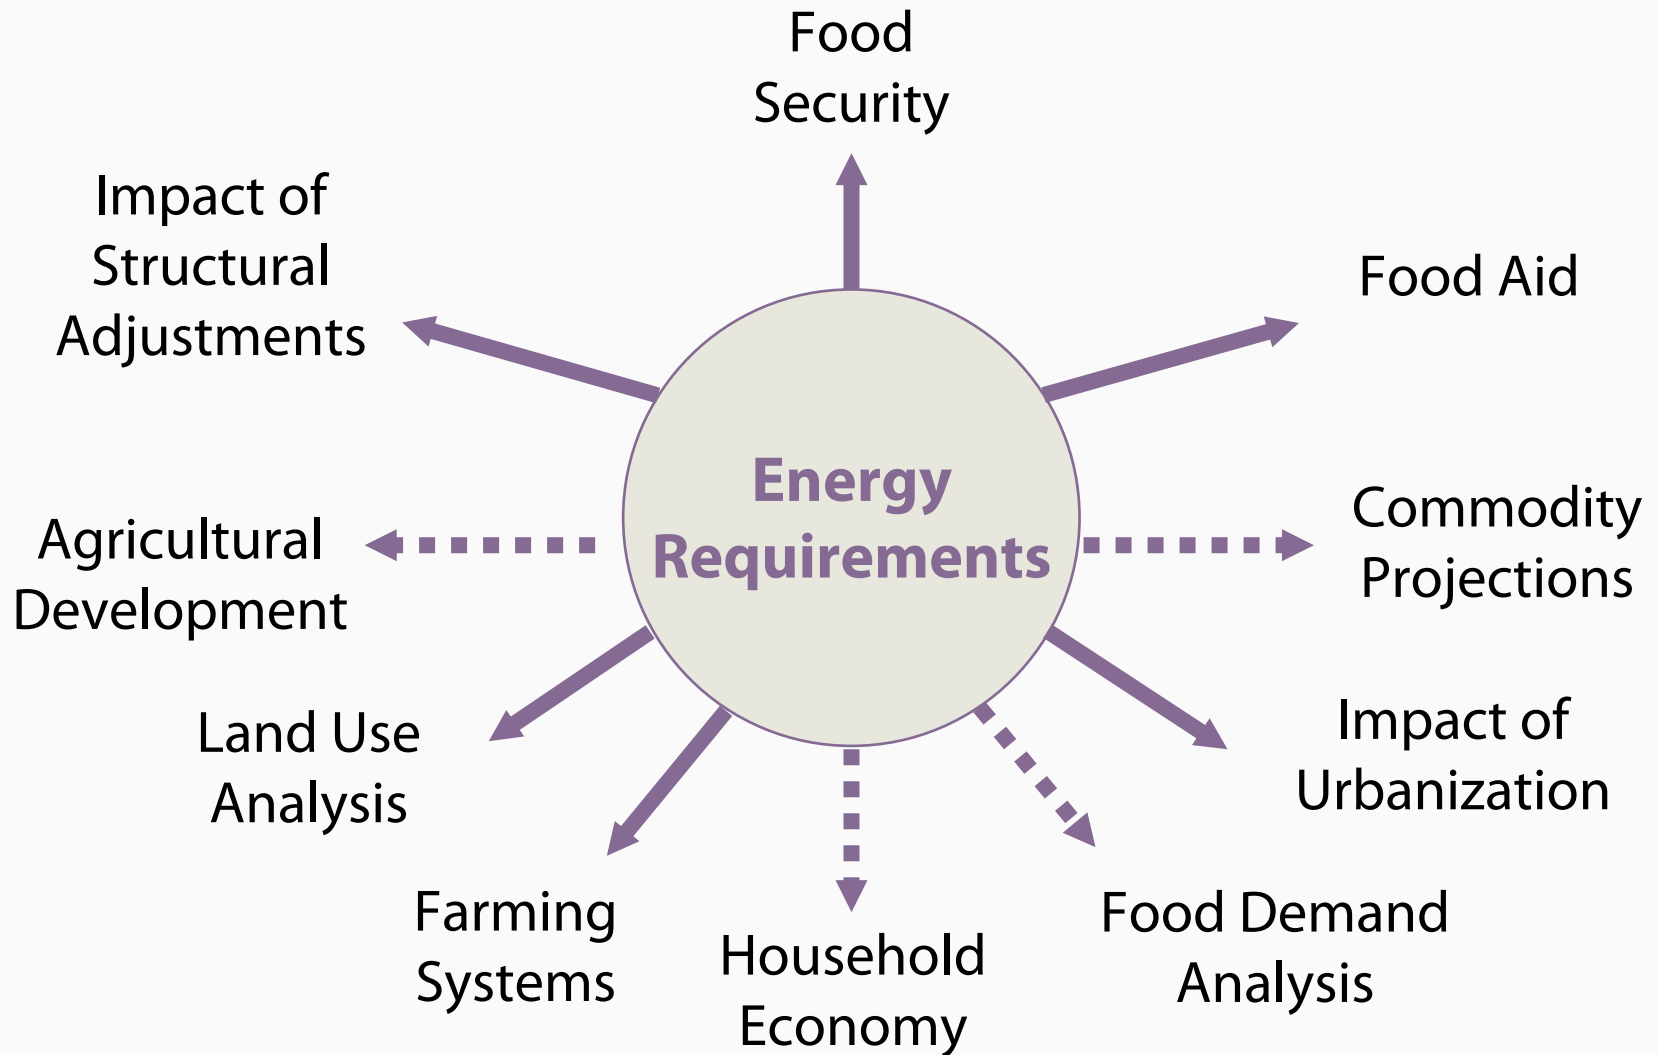 Food
Security
Impact of
Structural
Adjustments
Food Aid
Energy
Requirements
Commodity
Projections
Agricultural
Development
Impact of
Urbanization
Land Use
Analysis
Farming
Systems
Food Demand
Analysis
Household
Economy